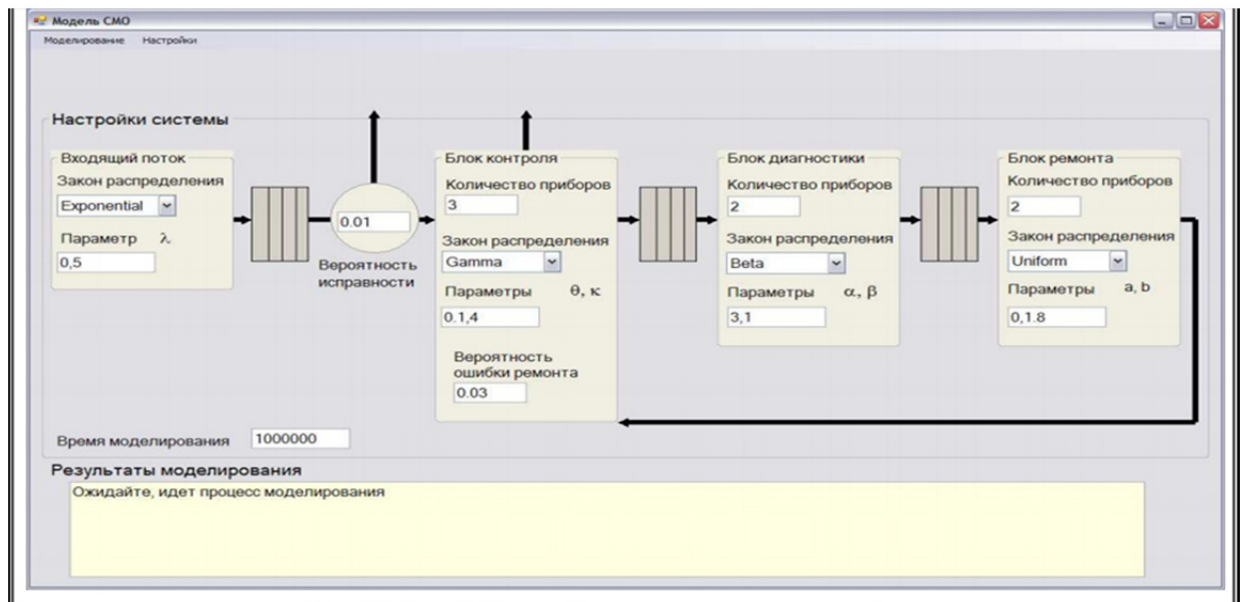 Модель СМО
Моделирование Настройки
Настройки системы
Входящий поток
Закон распределения
Exponential
Параметр λ
0,5
0.01
Вероятность
исправности
Блок контроля
Количество приборов
3
Закон распределения
Gamma
Параметры θ, κ
0.1,4
Вероятность
ошибки ремонта
0.03
Блок диагностики
Количество приборов
2
Закон распределения
Beta
Параметры α, β
3,1
Блок ремонта
Количество приборов
2
Закон распределения
Uniform
Параметры a, b
0,1.8
Время моделирования 1000000
Результаты моделирования
Ожидайте, идет процесс моделирования